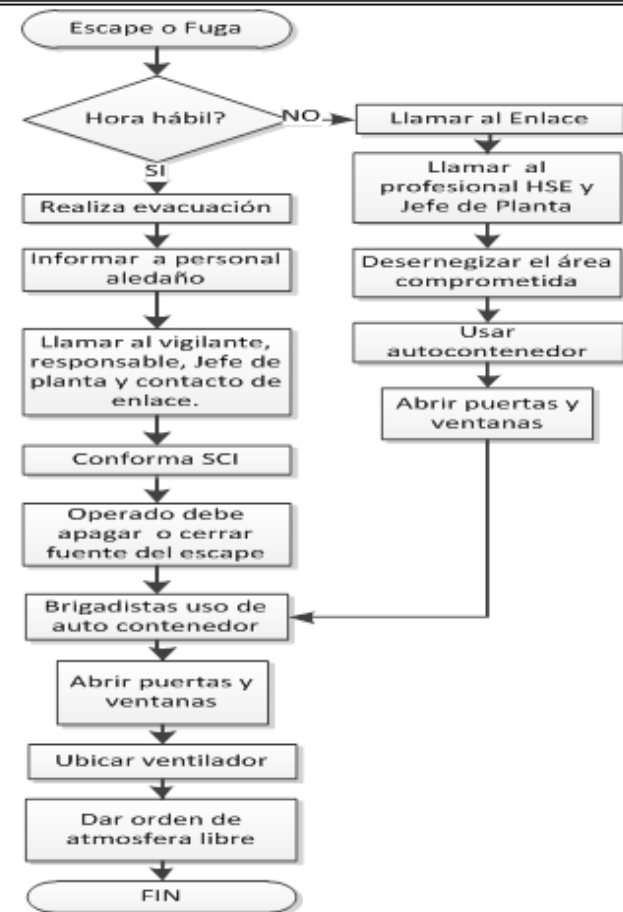 Escape o Fuga
Hora hábil?
NO
SI
Realiza evacuación
Informar a personal
aledaño
Llamar al vigilante,
responsable, Jefe de
planta y contacto de
enlace.
Conforma SCI
Operado debe
apagar o cerrar
fuente del escape
Brigadistas uso de
auto contenedor
Abrir puertas y
ventanas
Ubicar ventilador
Dar orden de
atmosfera libre
FIN
Llamar al Enlace
Llamar al
profesional HSE y
Jefe de Planta
Desernegizar el área
comprometida
Usar
autocontenedor
Abrir puertas y
ventanas